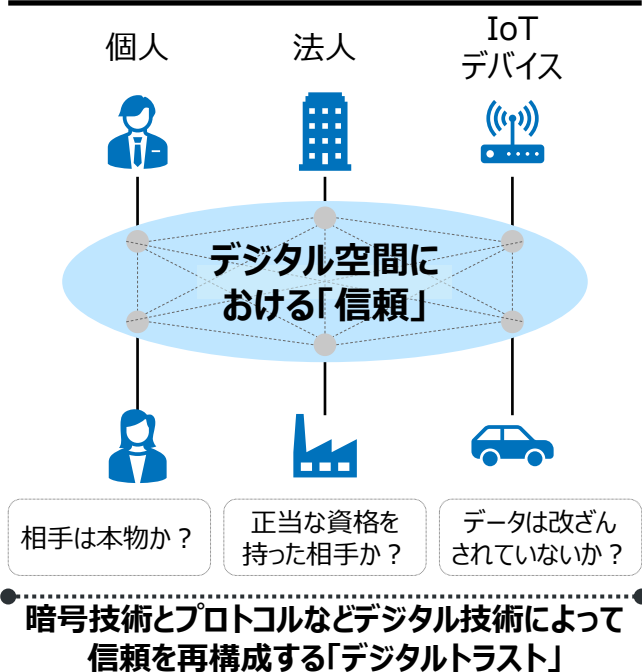 個人
法人
IoT
デバイス
デジタル空間に
おける「信頼」
相手は本物か？
正当な資格を
持った相手か？
データは改ざん
されていないか？
暗号技術とプロトコルなどデジタル技術によって
信頼を再構成する「デジタルトラスト」